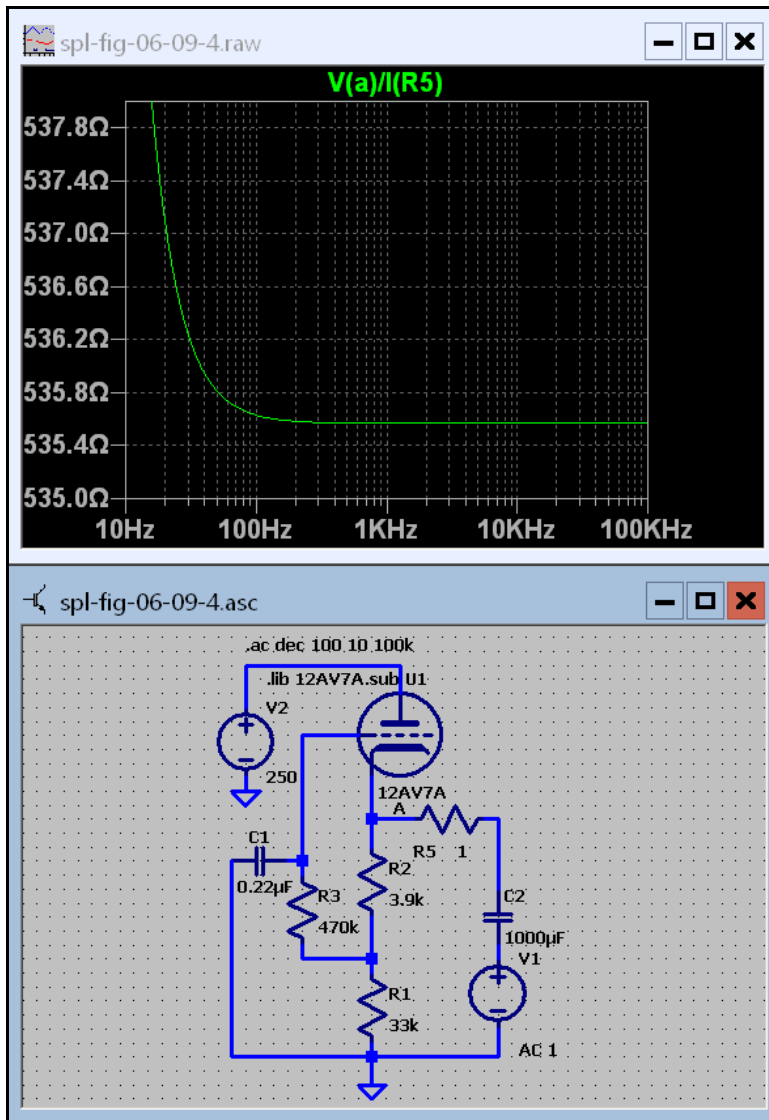 spl-fig-06-09-4.raw
V(a)/I(R5)
537.8Ω
537.4Ω
537.0Ω
536.6Ω
536.2Ω
535.8Ω
535.4Ω
535.0Ω
10Hz 100Hz 1KHz 10KHz 100KHz
spl-fig-06-09-4.asc
.ac dec 100 10 100k
.lib 12AV7A.sub U1
V2
250
12AV7A
A
C1
0.22µF
R5 1
R2
3.9k
R3
470k
C2
1000µF
V1
R1
33k
AC 1